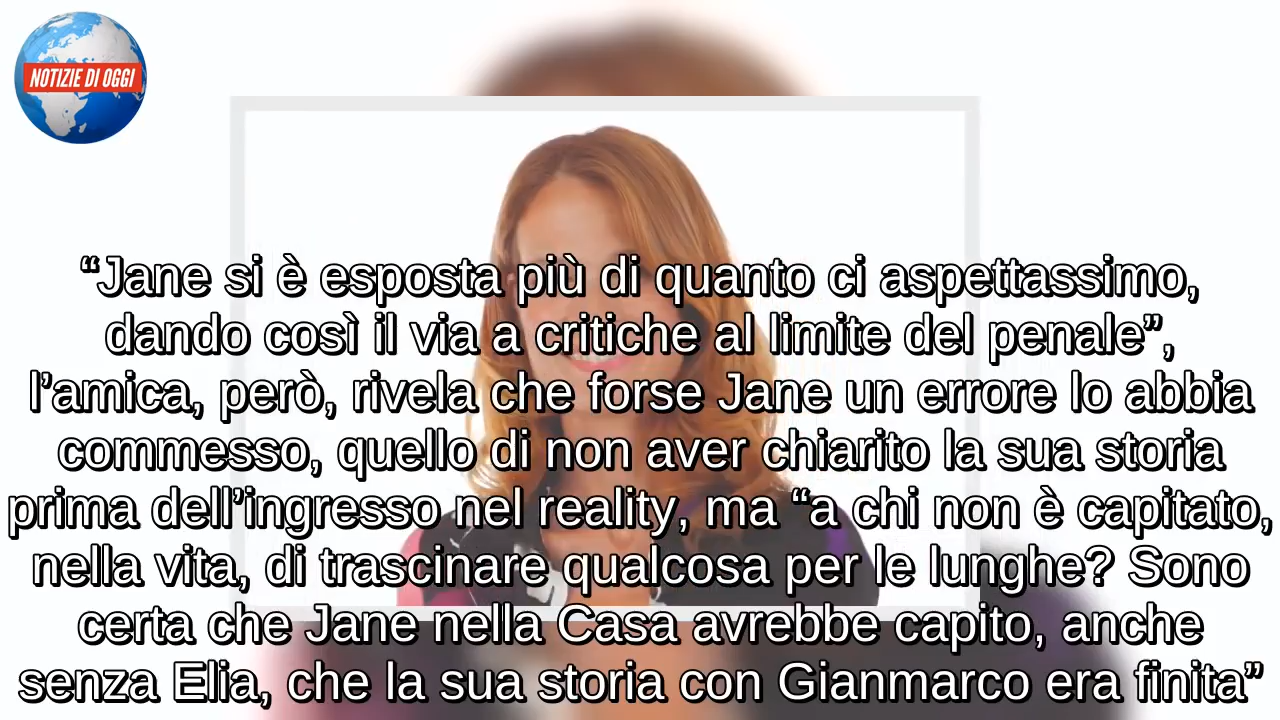 NOTIZIE DI OGGI
“Jane si è esposta più di quanto ci aspettassimo,
dando così il via a critiche al limite del penale”,
l’amica, però, rivela che forse Jane un errore lo abbia
commesso, quello di non aver chiarito la sua storia
prima dell’ingresso nel reality, ma “a chi non è capitato,
nella vita, di trascinare qualcosa per le lunghe? Sono
certa che Jane nella Casa avrebbe capito, anche
senza Elia, che la sua storia con Gianmarco era finita”